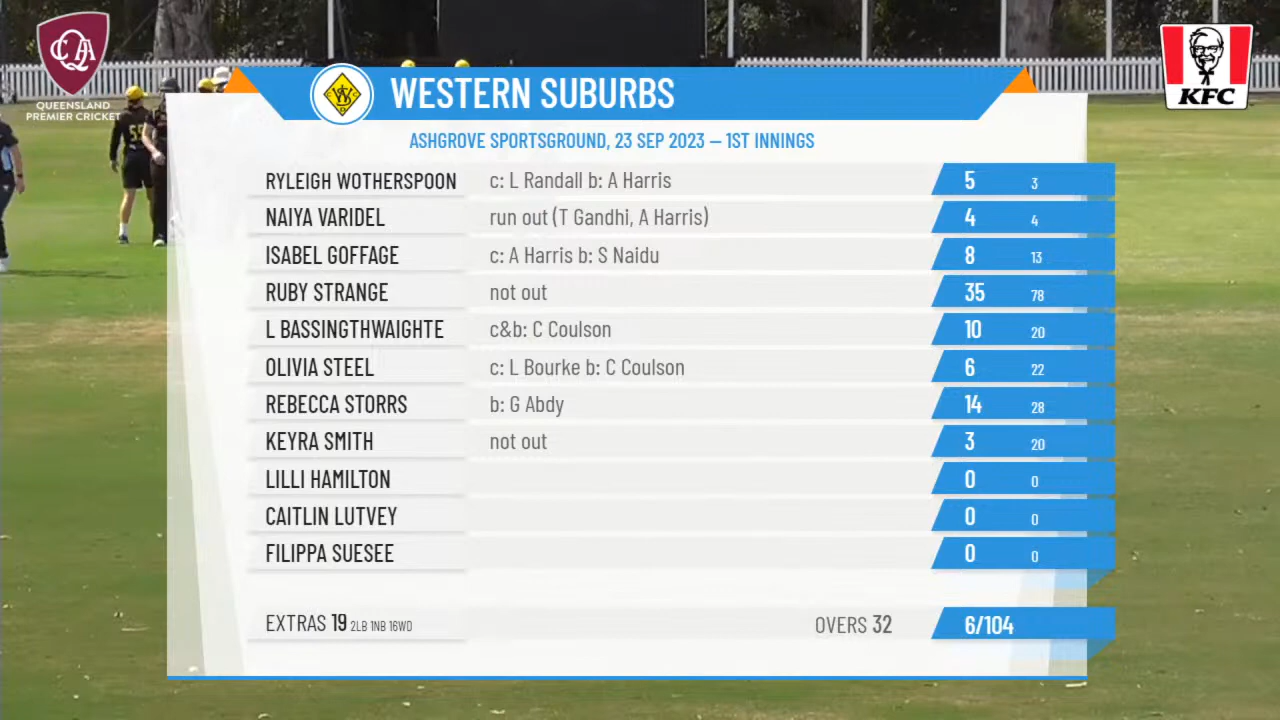 QUEENSLAND
PREMIER CRICKET
KFC
WESTERN SUBURBS
ASHGROVE SPORTSGROUND, 23 SEP 2023 – 1ST INNINGS
RYLEIGH WOTHERSPOON c: L Randall b: A Harris 5 3
NAIYA VARIDEL run out (T Gandhi, A Harris) 4 4
ISABEL GOFFAGE c: A Harris b: S Naidu 8 13
RUBY STRANGE not out 35 78
L BASSINGTHWAIGHTE c&b: C Coulson 10 20
OLIVIA STEEL c: L Bourke b: C Coulson 6 22
REBECCA STORRS b: G Abdy 14 28
KEYRA SMITH not out 3 20
LILLI HAMILTON 0 0
CAITLIN LUTVEY 0 0
FILIPPA SUESEE 0 0
EXTRAS 19 2LB 1NB 16WD OVERS 32 6/104